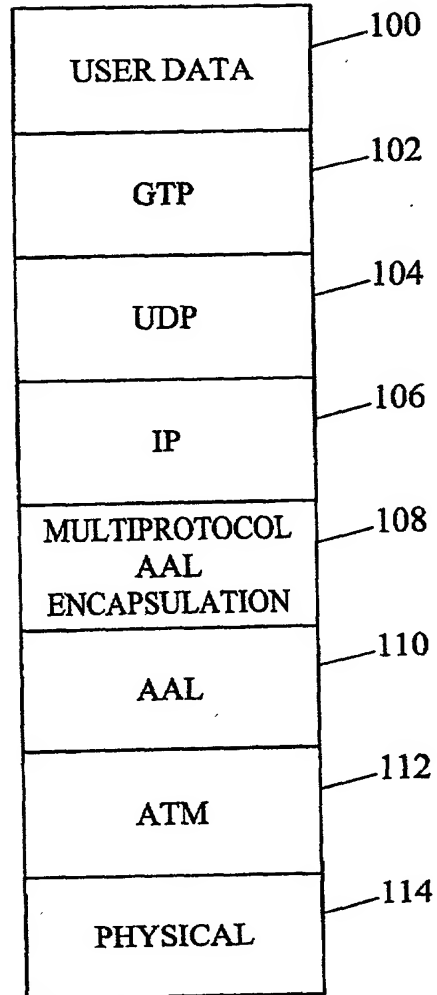 100
USER DATA
102
GTP
104
UDP
106
IP
108
MULTIPROTOCOL
AAL
ENCAPSULATION
110
AAL
112
ATM
114
PHYSICAL